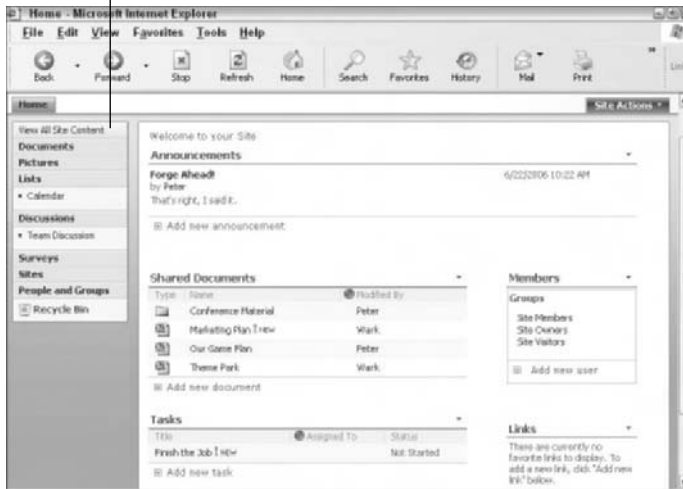 Home - Microsoft Internet Explorer
File Edit View Favorites Tools Help
Back Forward Stop Refresh Home Search Favorites History Mail Print
Home Site Actions
View All Site Content
Documents
Pictures
Lists
Calendar
Discussions
Team Discussion
Surveys
Sites
People and Groups
Recycle Bin
Welcome to your Site
Announcements
Forge Ahead! 6/22/2006 10:22 AM
by Peter
That's right, I said it.
Add new announcement
Shared Documents
Type Name Modified By
Conference Material Peter
Marketing Plan ! NEW Wark
Our Game Plan Peter
Theme Park Wark
Add new document
Tasks
Title Assigned To Status
Finish the Job ! NEW Not Started
Add new task
Members
Groups
Site Members
Site Owners
Site Visitors
Add new user
Links
There are currently no
favorite links to display. To
add a new link, click "Add new
link" below.